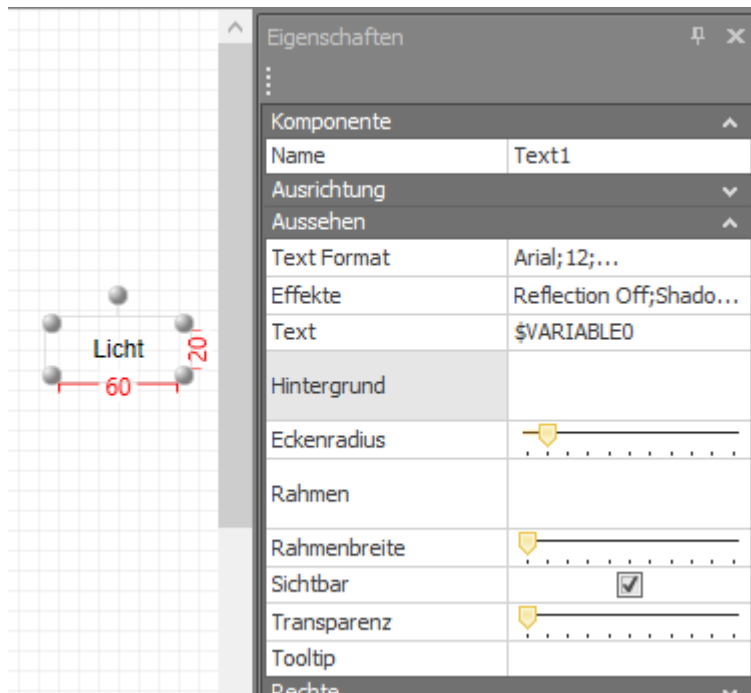 Eigenschaften
Komponente
Name Text1
Ausrichtung
Aussehen
Text Format Arial;12;...
Effekte Reflection Off;Shado...
Text $VARIABLE0
Hintergrund
Eckenradius
Rahmen
Rahmenbreite
Sichtbar
Transparenz
Tooltip
Rechte
Licht
20
60